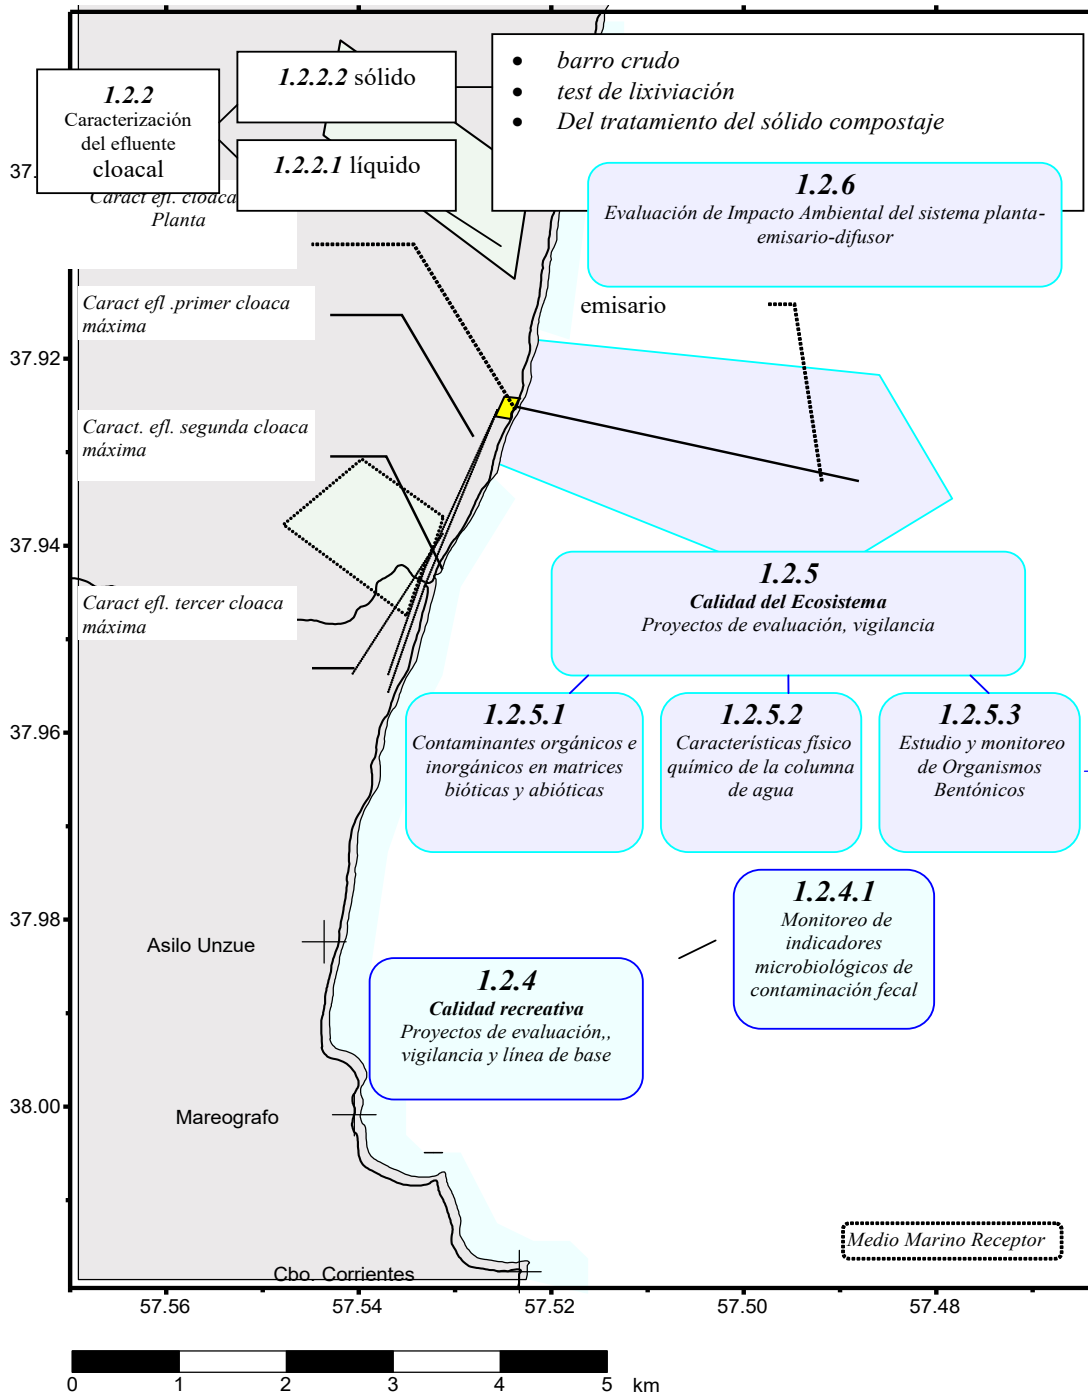 1.2.2
Caracterización
del efluente
cloacal
1.2.2.2 sólido
1.2.2.1 líquido
• barro crudo
• test de lixiviación
• Del tratamiento del sólido compostaje
1.2.6
Evaluación de Impacto Ambiental del sistema planta-
emisario-difusor
37.
Caract efl. cloaca
Planta
emisario
Caract efl .primer cloaca
máxima
37.92
Caract. efl. segunda cloaca
máxima
37.94
1.2.5
Calidad del Ecosistema
Proyectos de evaluación, vigilancia
Caract efl. tercer cloaca
máxima
37.96
1.2.5.1
Contaminantes orgánicos e
inorgánicos en matrices
bióticas y abióticas
1.2.5.2
Características físico
químico de la columna
de agua
1.2.5.3
Estudio y monitoreo
de Organismos
Bentónicos
37.98
1.2.4.1
Monitoreo de
indicadores
microbiológicos de
contaminación fecal
Asilo Unzue
1.2.4
Calidad recreativa
Proyectos de evaluación,,
vigilancia y línea de base
38.00
Mareografo
Medio Marino Receptor
Cbo. Corrientes
57.56 57.54 57.52 57.50 57.48
0 1 2 3 4 5 km